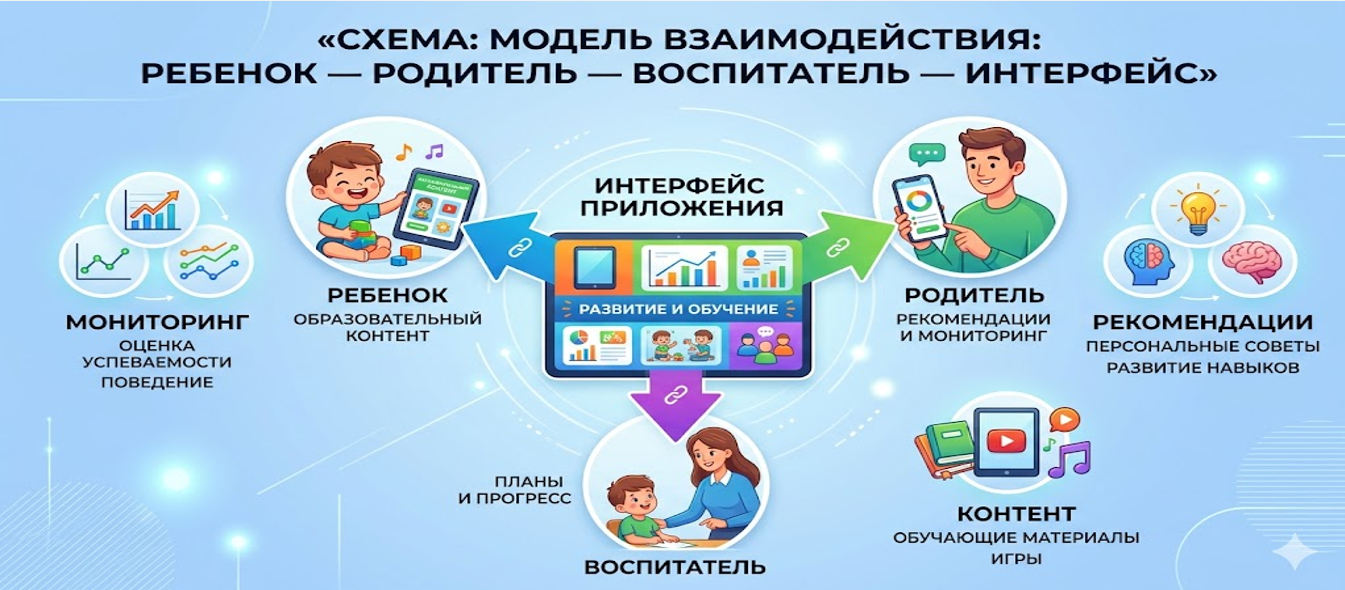 «СХЕМА: МОДЕЛЬ ВЗАИМОДЕЙСТВИЯ:
РЕБЕНОК — РОДИТЕЛЬ — ВОСПИТАТЕЛЬ — ИНТЕРФЕЙС»
ИНТЕРФЕЙС
ПРИЛОЖЕНИЯ
РАЗВИТИЕ И ОБУЧЕНИЕ
РЕБЕНОК
ОБРАЗОВАТЕЛЬНЫЙ
КОНТЕНТ
РОДИТЕЛЬ
РЕКОМЕНДАЦИИ
И МОНИТОРИНГ
МОНИТОРИНГ
ОЦЕНКА
УСПЕВАЕМОСТИ
ПОВЕДЕНИЕ
РЕКОМЕНДАЦИИ
ПЕРСОНАЛЬНЫЕ СОВЕТЫ
РАЗВИТИЕ НАВЫКОВ
ПЛАНЫ
И ПРОГРЕСС
ВОСПИТАТЕЛЬ
КОНТЕНТ
ОБУЧАЮЩИЕ МАТЕРИАЛЫ
ИГРЫ